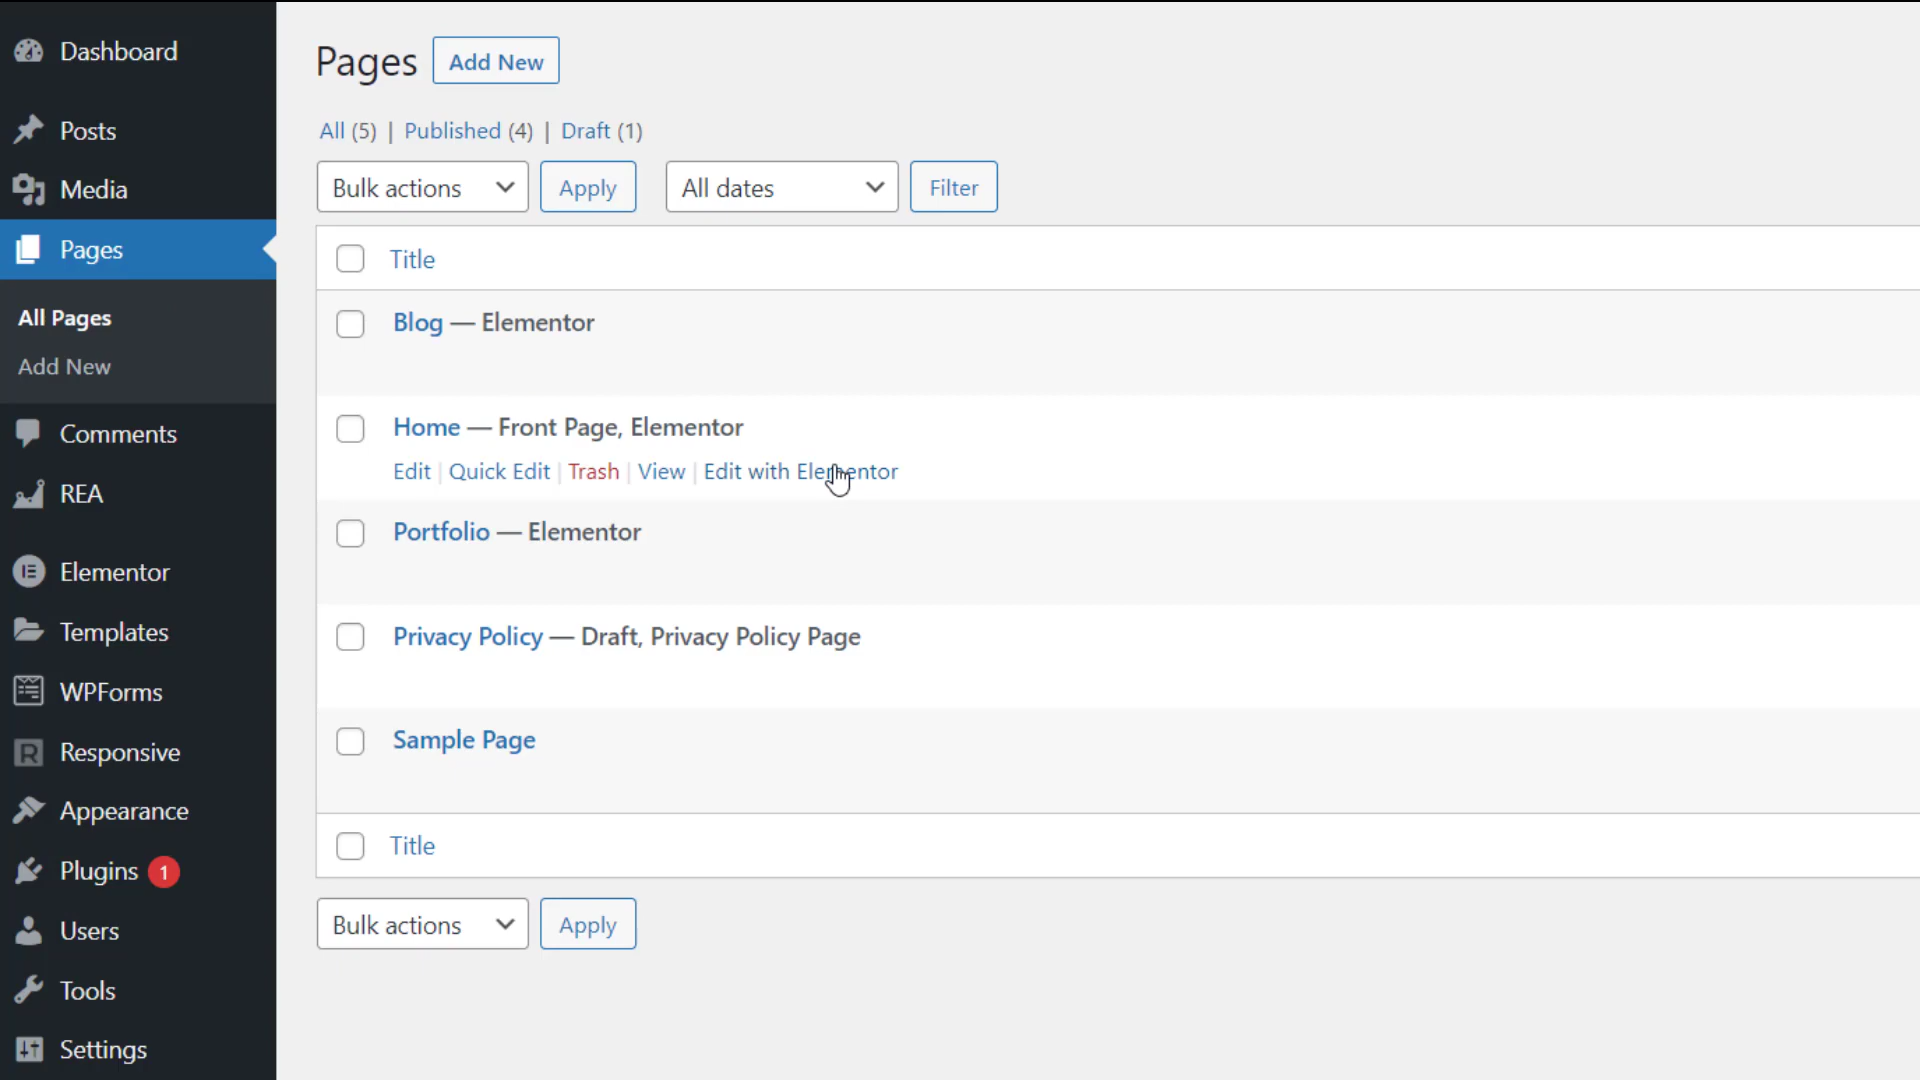 Dashboard
Posts
Media
Pages
All Pages
Add New
Comments
REA
Elementor
Templates
WPForms
Responsive
Appearance
Plugins 1
Users
Tools
Settings
Pages Add New
All (5) | Published (4) | Draft (1)
Bulk actions Apply All dates Filter
Title
Blog — Elementor
Home — Front Page, Elementor
Edit | Quick Edit | Trash | View | Edit with Elementor
Portfolio — Elementor
Privacy Policy — Draft, Privacy Policy Page
Sample Page
Title
Bulk actions Apply